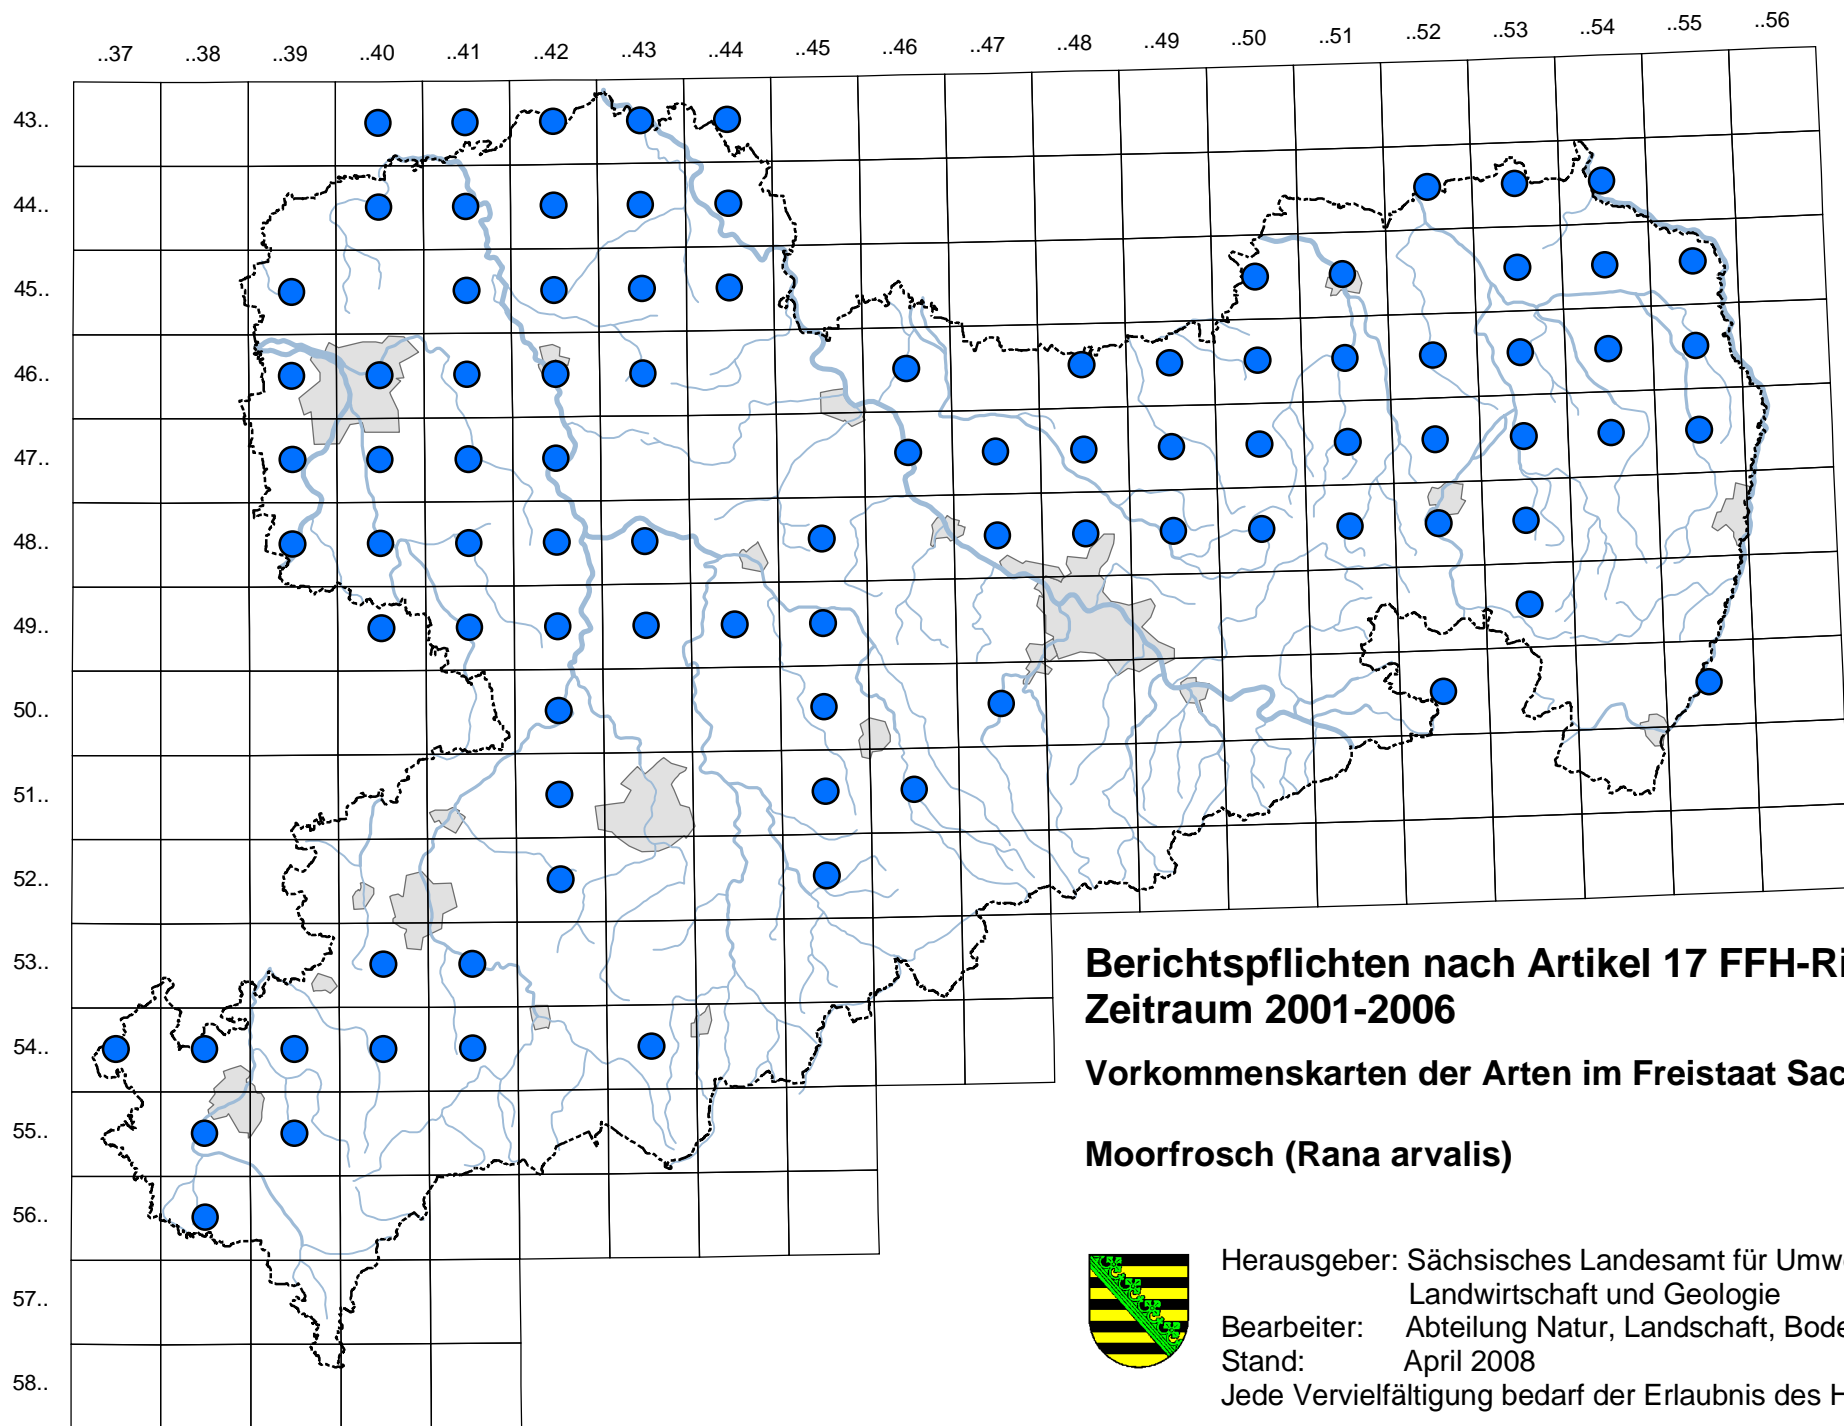 ..37 ..38 ..39 ..40 ..41 ..42 ..43 ..44 ..45 ..46 ..47 ..48 ..49 ..50 ..51 ..52 ..53 ..54 ..55 ..56
43..
44..
45..
46..
47..
48..
49..
50..
51..
52..
53..
54..
55..
56..
57..
58..
Berichtspflichten nach Artikel 17 FFH-Ri
Zeitraum 2001-2006
Vorkommenskarten der Arten im Freistaat Sac
Moorfrosch (Rana arvalis)
Herausgeber: Sächsisches Landesamt für Umwe
Landwirtschaft und Geologie
Bearbeiter: Abteilung Natur, Landschaft, Bode
Stand: April 2008
Jede Vervielfältigung bedarf der Erlaubnis des H